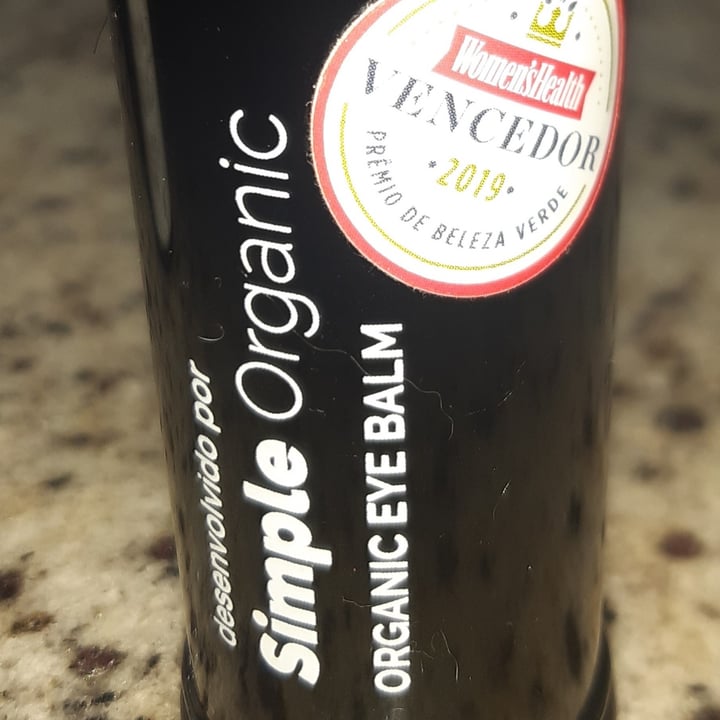 Women'sHealth
VENCEDOR
2019
PRÊMIO DE BELEZA VERDE
desenvolvido por
Simple Organic
ORGANIC EYE BALM